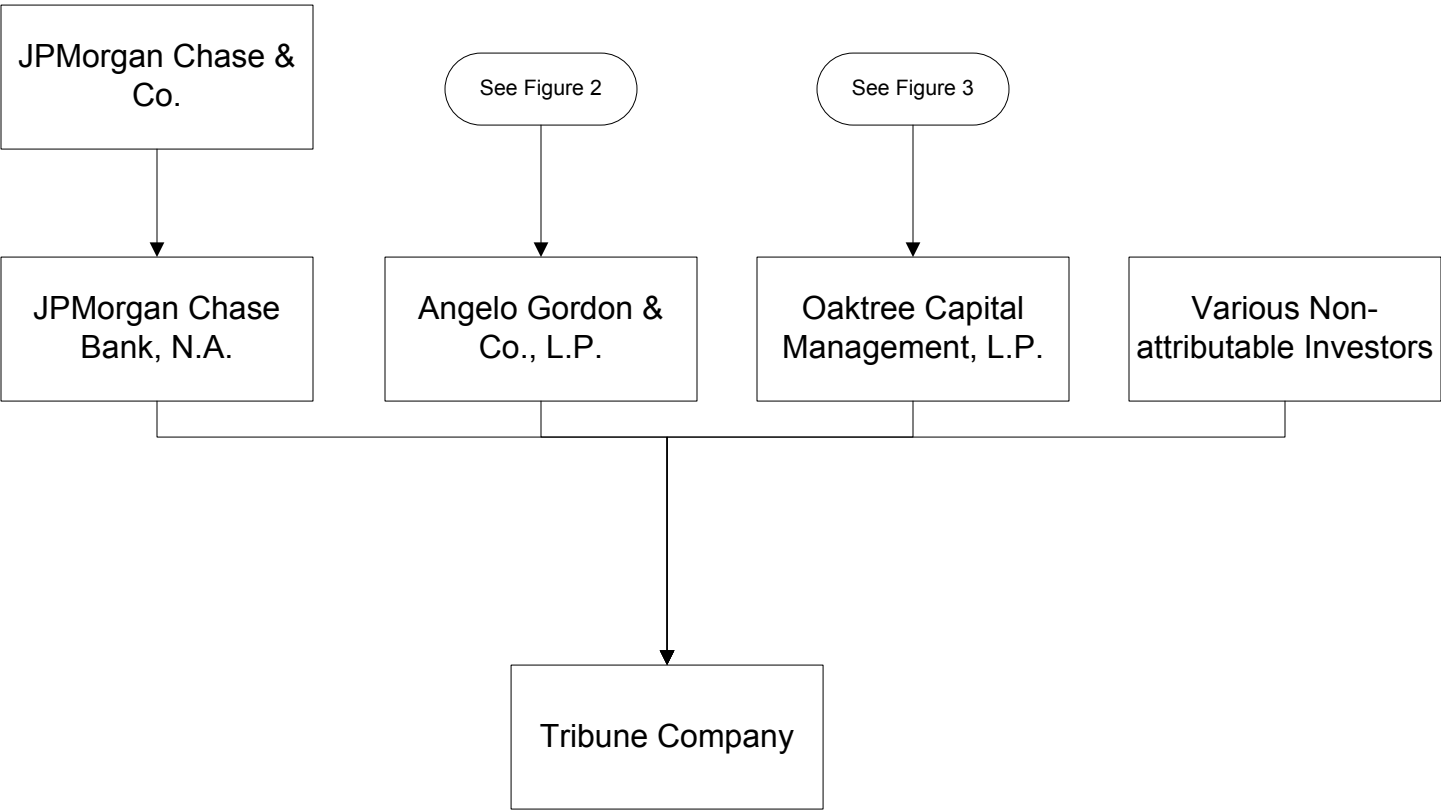 JPMorgan Chase &
Co.
See Figure 2
See Figure 3
JPMorgan Chase
Bank, N.A.
Angelo Gordon &
Co., L.P.
Oaktree Capital
Management, L.P.
Various Non-
attributable Investors
Tribune Company